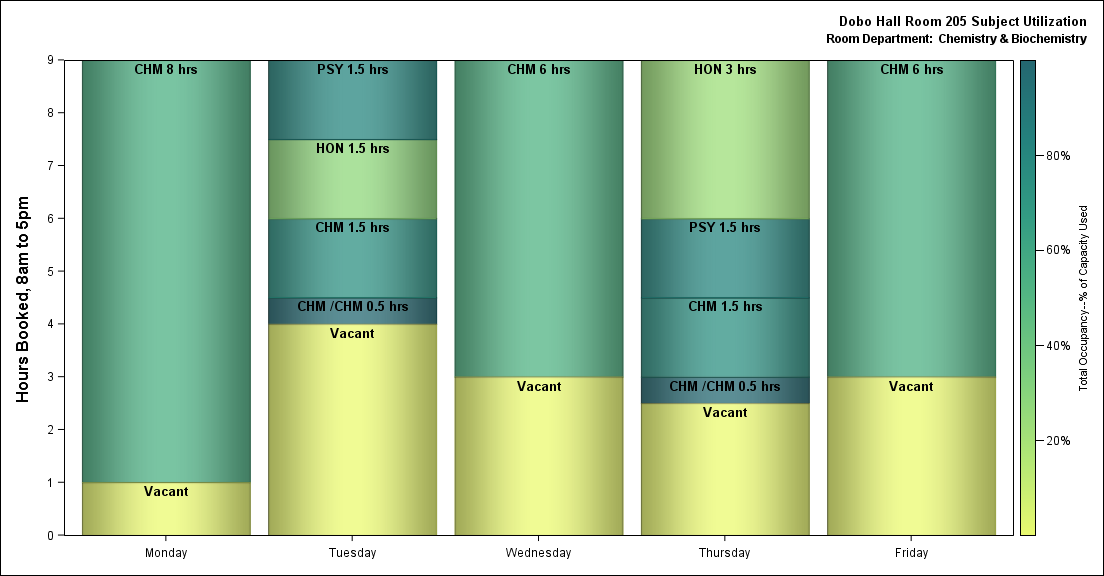 Dobo Hall Room 205 Subject Utilization
Room Department: Chemistry & Biochemistry
Hours Booked, 8am to 5pm
9
8
7
6
5
4
3
2
1
0
CHM 8 hrs
Vacant
PSY 1.5 hrs
HON 1.5 hrs
CHM 1.5 hrs
CHM /CHM 0.5 hrs
Vacant
CHM 6 hrs
Vacant
HON 3 hrs
PSY 1.5 hrs
CHM 1.5 hrs
CHM /CHM 0.5 hrs
Vacant
CHM 6 hrs
Vacant
Monday
Tuesday
Wednesday
Thursday
Friday
80%
60%
40%
20%
Total Occupancy--% of Capacity Used